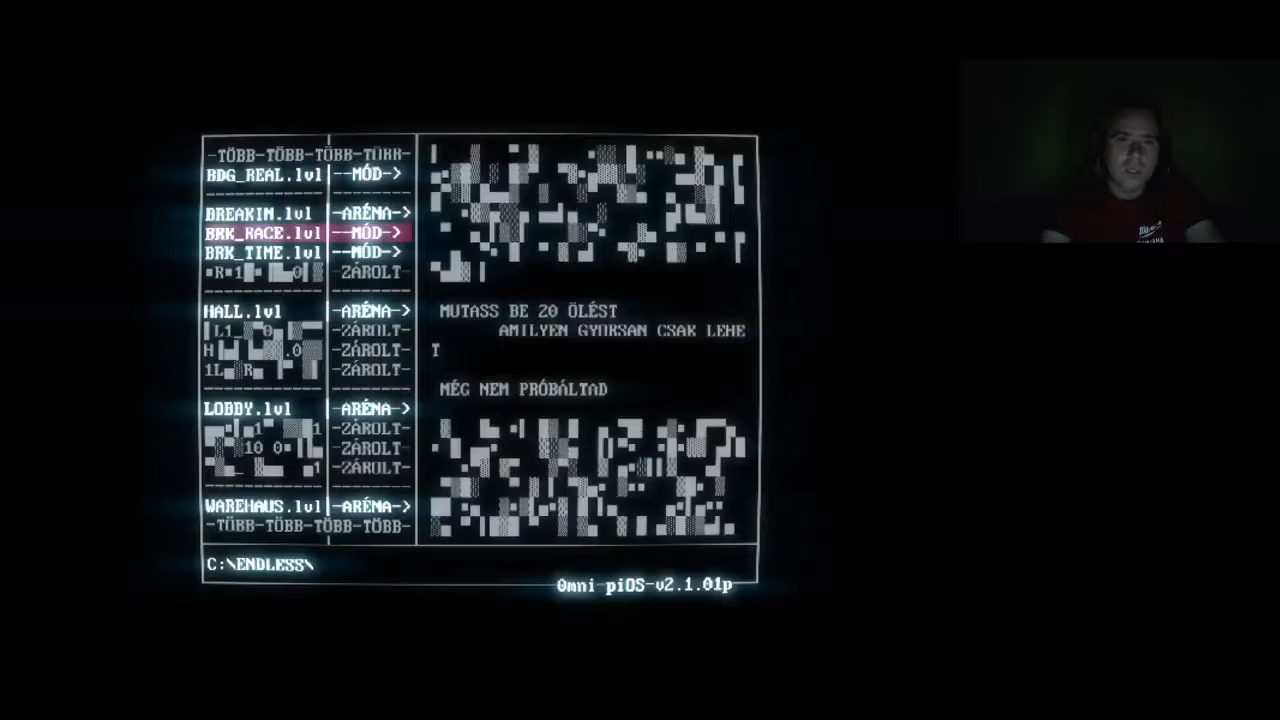 -TÖBB-TÖBB-TÖBB-TÖBB-
BDG_REAL.lvl --MÓD->
BREAKIN.lvl -ARÉNA->
BRK_RACE.lvl --MÓD->
BRK_TIME.lvl --MÓD->
-ZÁROLT-
HALL.lvl -ARÉNA->
-ZÁROLT-
-ZÁROLT-
-ZÁROLT-
LOBBY.lvl -ARÉNA->
-ZÁROLT-
-ZÁROLT-
-ZÁROLT-
WAREHAUS.lvl -ARÉNA->
-TÖBB-TÖBB-TÖBB-TÖBB-
MUTASS BE 20 ÖLÉST
AMILYEN GYORSAN CSAK LEHE
T
MÉG NEM PRÓBÁLTAD
C:\ENDLESS\
0mni piOS-v2.1.01p